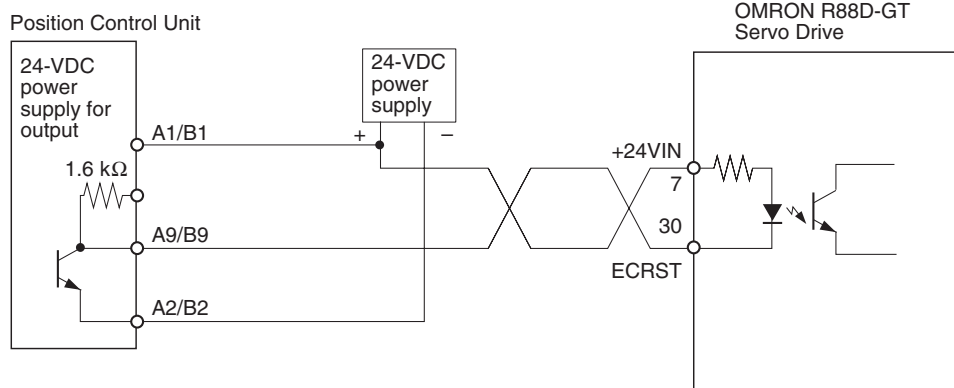 Position Control Unit
OMRON R88D-GT
Servo Drive
24-VDC
power
supply for
output
24-VDC
power
supply
A1/B1
+
−
+24VIN
1.6 kΩ
7
30
A9/B9
ECRST
A2/B2